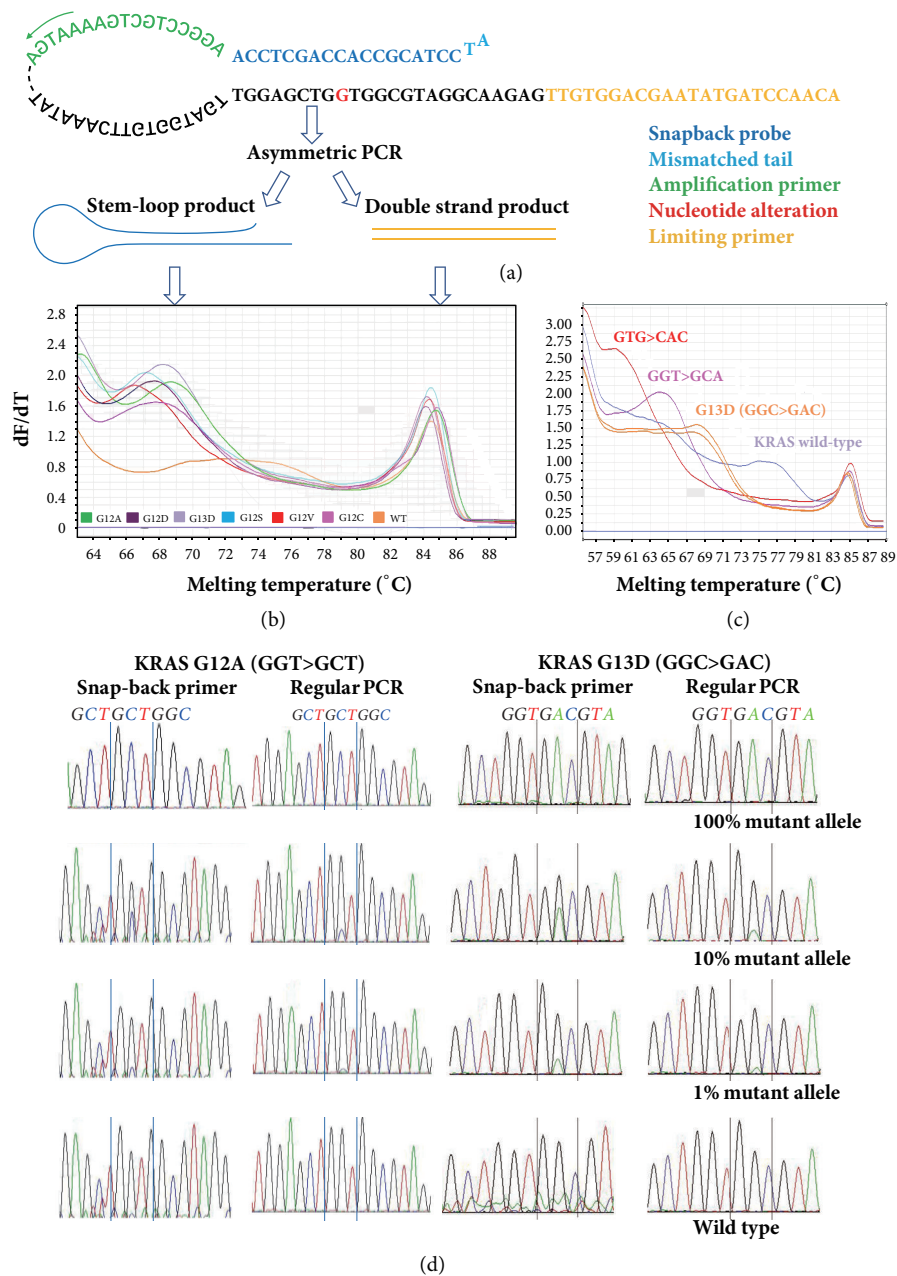 AGGCCTGCTGAAAATGA
ACCTCGACCACCGCATCC T A
TATAAACTTGTGGTAGT
TGGAGCTGGTGGCGTAGGCAAGAGTTGTGGACGAATATGATCCAACA
Snapback probe
Mismatched tail
Amplification primer
Nucleotide alteration
Limiting primer
Asymmetric PCR
Stem-loop product
Double strand product
(a)
2.8
2.4
2.0
1.6
1.2
0.8
0.4
0
dF/dT
G12A G12D G13D G12S G12V G12C WT
64 66 68 70 72 74 76 78 80 82 84 86 88
Melting temperature (°C)
(b)
3.00
2.75
2.50
2.25
2.00
1.75
1.50
1.25
1.00
0.75
0.50
0.25
0.00
GTG>CAC
GGT>GCA
G13D (GGC>GAC)
KRAS wild-type
57 59 61 63 65 67 68 69 71 73 75 77 79 81 83 85 87 89
Melting temperature (°C)
(c)
KRAS G12A (GGT>GCT)
KRAS G13D (GGC>GAC)
Snap-back primer
Regular PCR
Snap-back primer
Regular PCR
GCTGCTGGC
GCTGCTGGC
GGTGACGTA
GGTGACGTA
100% mutant allele
10% mutant allele
1% mutant allele
Wild type
(d)